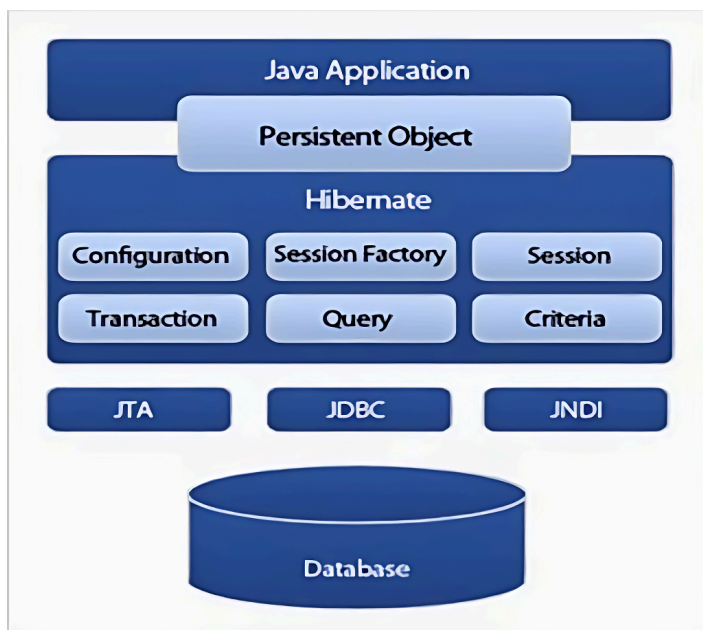 Java Application
Persistent Object
Hibernate
Configuration Session Factory Session
Transaction Query Criteria
JTA JDBC JNDI
Database